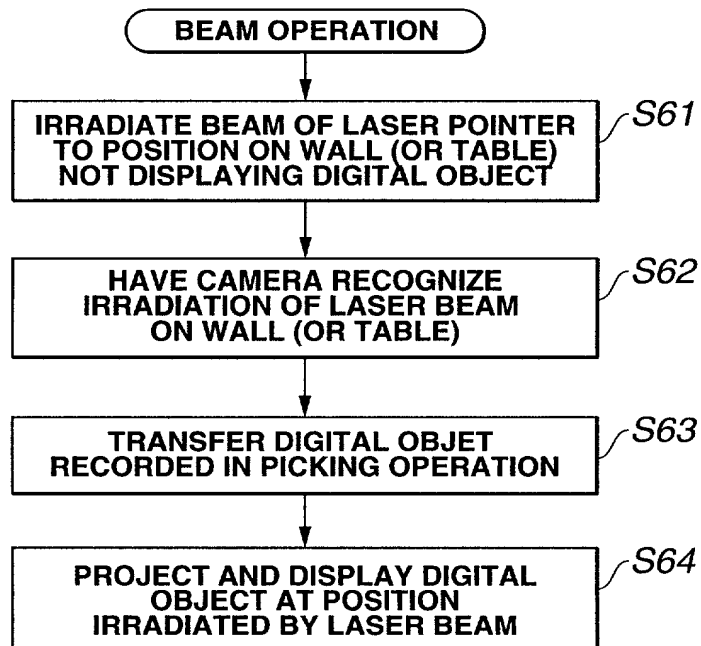 BEAM OPERATION
S61
IRRADIATE BEAM OF LASER POINTER
TO POSITION ON WALL (OR TABLE)
NOT DISPLAYING DIGITAL OBJECT
S62
HAVE CAMERA RECOGNIZE
IRRADIATION OF LASER BEAM
ON WALL (OR TABLE)
S63
TRANSFER DIGITAL OBJET
RECORDED IN PICKING OPERATION
S64
PROJECT AND DISPLAY DIGITAL
OBJECT AT POSITION
IRRADIATED BY LASER BEAM